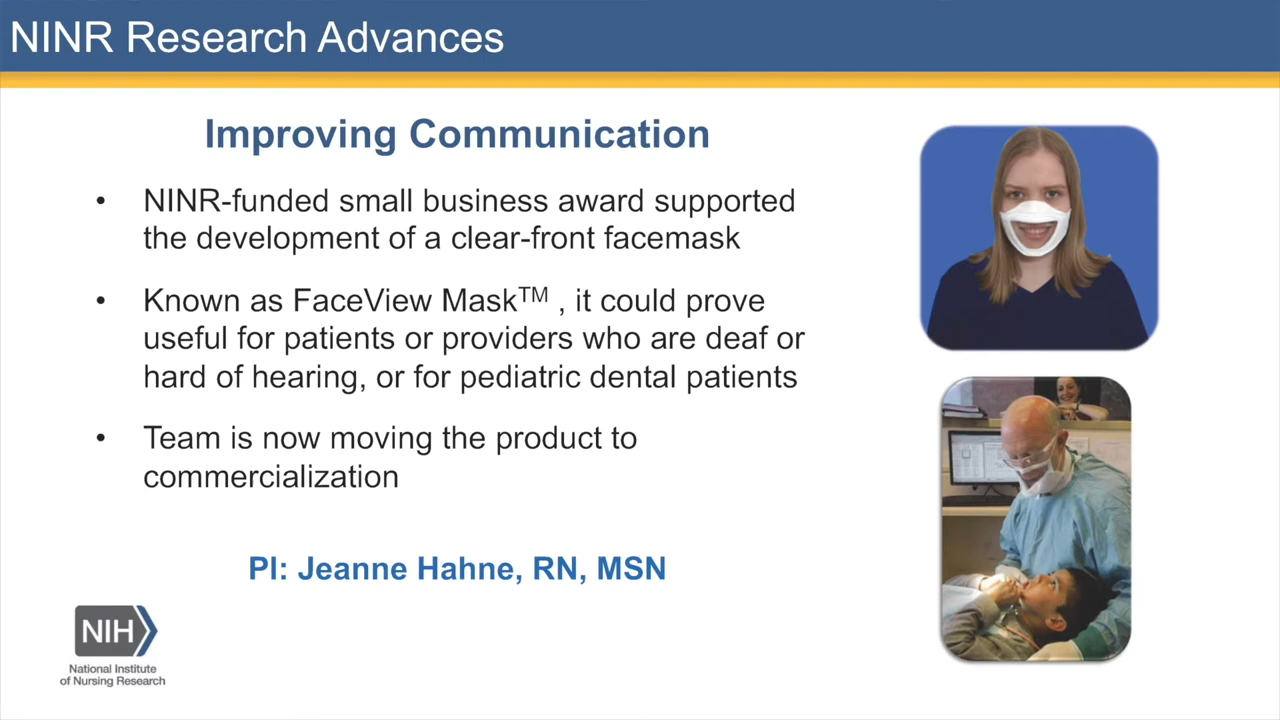 NINR Research Advances
Improving Communication
• NINR-funded small business award supported
the development of a clear-front facemask
• Known as FaceView Mask™ , it could prove
useful for patients or providers who are deaf or
hard of hearing, or for pediatric dental patients
• Team is now moving the product to
commercialization
PI: Jeanne Hahne, RN, MSN
NIH
National Institute
of Nursing Research